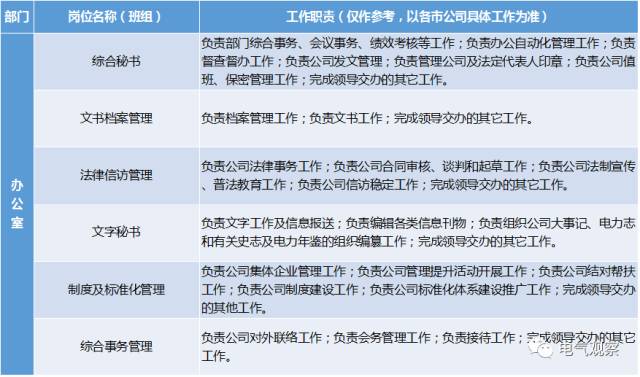 部门 岗位名称（班组） 工作职责（仅作参考，以各市公司具体工作为准）
办公室
综合秘书
负责部门综合事务、会议事务、绩效考核等工作；负责办公自动化管理工作；负责
督查督办工作；负责公司发文管理；负责管理公司及法定代表人印章；负责公司值
班、保密管理工作；完成领导交办的其它工作。
文书档案管理
负责档案管理工作;负责文书工作；完成领导交办的其它工作。
法律信访管理
负责公司法律事务工作；负责公司合同审核、谈判和起草工作；负责公司法制宣传
、普法教育工作；负责公司信访稳定工作；完成领导交办的其它工作。
文字秘书
负责文字工作及信息报送；负责编辑各类信息刊物；负责组织公司大事记、电力志
和有关史志及电力年鉴的组织编纂工作；完成领导交办的其它工作。
制度及标准化管理
负责公司集体企业管理工作；负责公司管理提升活动开展工作；负责公司结对帮扶
工作；负责公司制度建设工作；负责公司标准化体系建设推广工作；完成领导交办
的其他工作。
综合事务管理
负责公司对外联络工作；负责会务管理工作；负责接待工作；完成领导交办的其它
工作。
电气观察